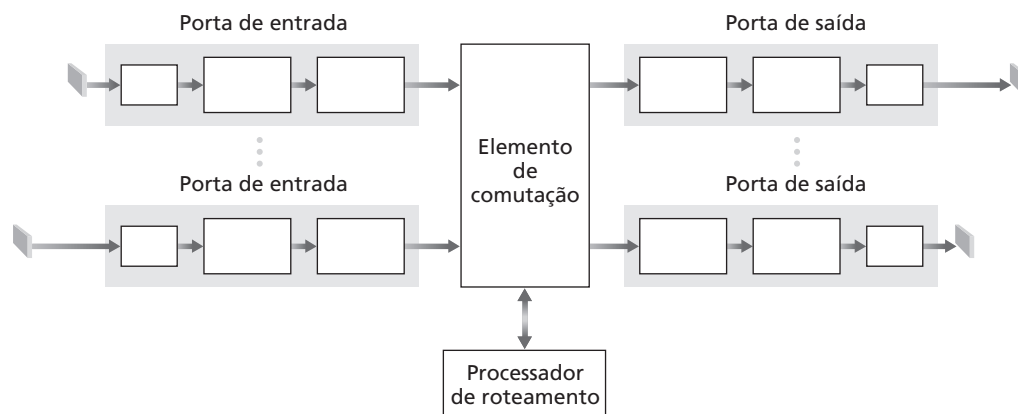 Porta de entrada
Porta de saída
Elemento
de
comutação
Porta de entrada
Porta de saída
Processador
de roteamento